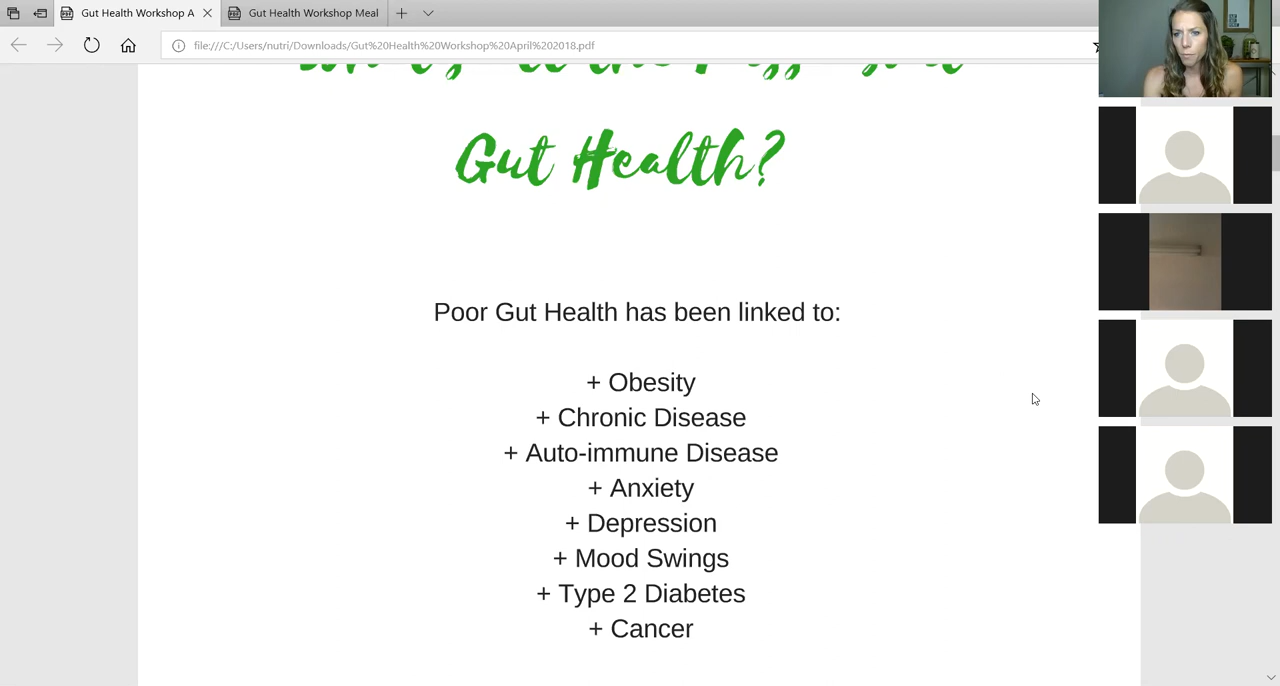 Gut Health Workshop A
Gut Health Workshop Meal
file:///C:/Users/nutri/Downloads/Gut%20Health%20Workshop%20April%202018.pdf
Gut Health?
Poor Gut Health has been linked to:
+ Obesity
+ Chronic Disease
+ Auto-immune Disease
+ Anxiety
+ Depression
+ Mood Swings
+ Type 2 Diabetes
+ Cancer